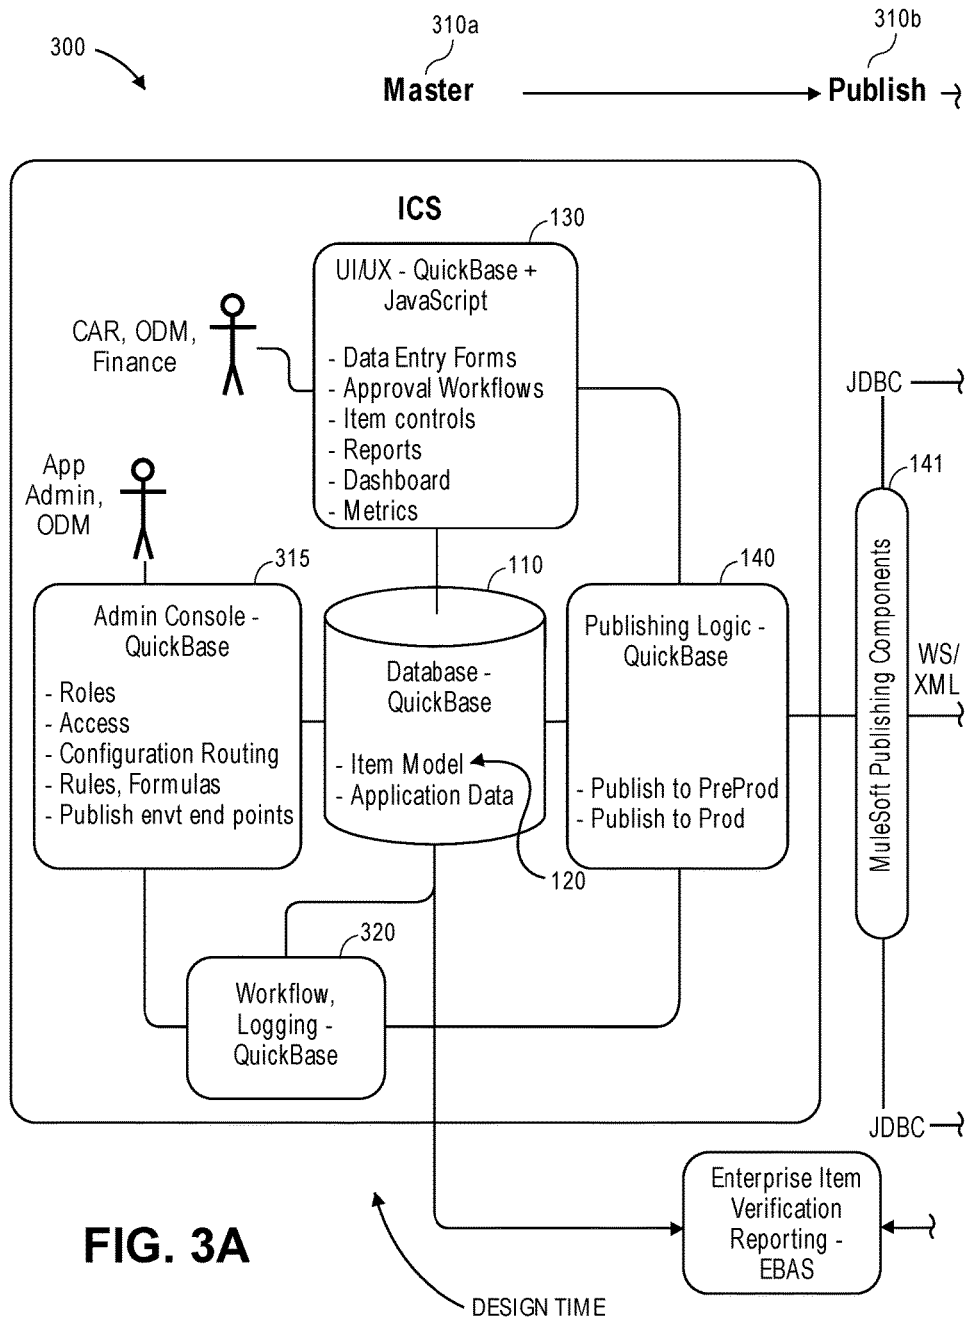 310a
310b
300
Master
Publish
ICS
130
UI/UX - QuickBase +
JavaScript
- Data Entry Forms
- Approval Workflows
- Item controls
- Reports
- Dashboard
- Metrics
CAR, ODM,
Finance
App
Admin,
ODM
315
Admin Console -
QuickBase
- Roles
- Access
- Configuration Routing
- Rules, Formulas
- Publish envt end points
110
Database -
QuickBase
- Item Model
- Application Data
120
140
Publishing Logic -
QuickBase
- Publish to PreProd
- Publish to Prod
JDBC
141
MuleSoft Publishing Components
WS/
XML
JDBC
320
Workflow,
Logging -
QuickBase
Enterprise Item
Verification
Reporting -
EBAS
FIG. 3A
DESIGN TIME